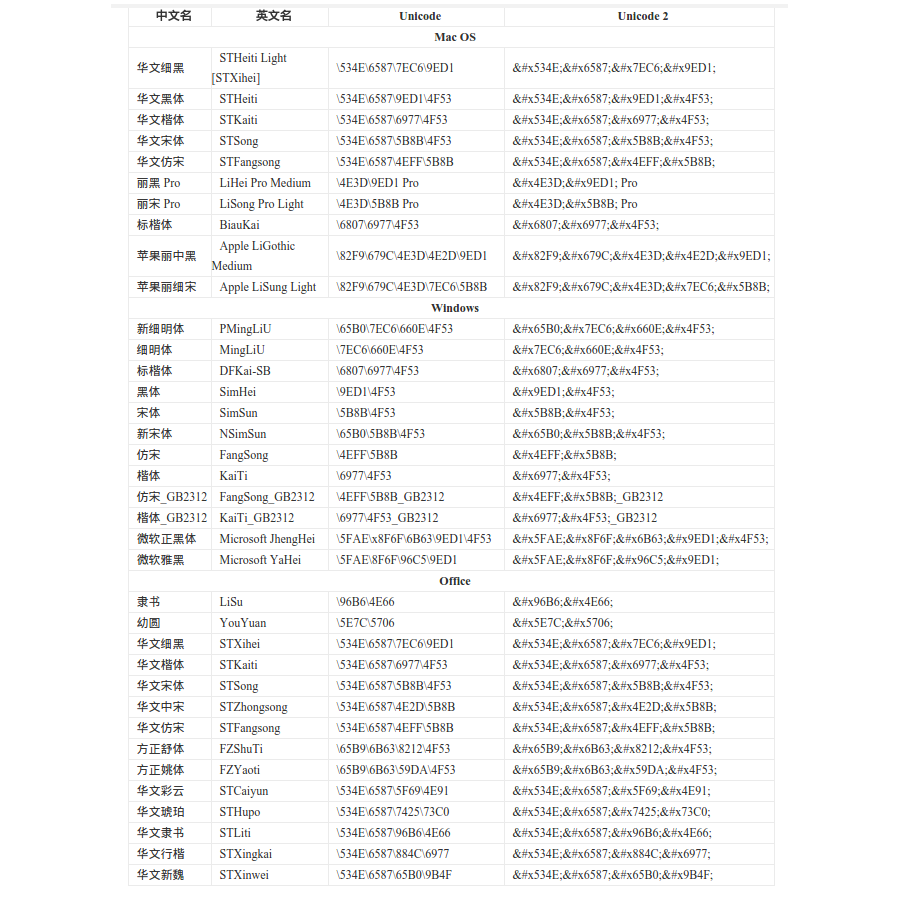 中文名 英文名 Unicode Unicode 2
Mac OS
华文细黑 STHeiti Light [STXihei] \534E\6587\7EC6\9ED1 &#x534E;&#x6587;&#x7EC6;&#x9ED1;
华文黑体 STHeiti \534E\6587\9ED1\4F53 &#x534E;&#x6587;&#x9ED1;&#x4F53;
华文楷体 STKaiti \534E\6587\6977\4F53 &#x534E;&#x6587;&#x6977;&#x4F53;
华文宋体 STSong \534E\6587\5B8B\4F53 &#x534E;&#x6587;&#x5B8B;&#x4F53;
华文仿宋 STFangsong \534E\6587\4EFF\5B8B &#x534E;&#x6587;&#x4EFF;&#x5B8B;
丽黑 Pro LiHei Pro Medium \4E3D\9ED1 Pro &#x4E3D;&#x9ED1; Pro
丽宋 Pro LiSong Pro Light \4E3D\5B8B Pro &#x4E3D;&#x5B8B; Pro
标楷体 BiauKai \6807\6977\4F53 &#x6807;&#x6977;&#x4F53;
苹果丽中黑 Apple LiGothic Medium \82F9\679C\4E3D\4E2D\9ED1 &#x82F9;&#x679C;&#x4E3D;&#x4E2D;&#x9ED1;
苹果丽细宋 Apple LiSung Light \82F9\679C\4E3D\7EC6\5B8B &#x82F9;&#x679C;&#x4E3D;&#x7EC6;&#x5B8B;
Windows
新细明体 PMingLiU \65B0\7EC6\660E\4F53 &#x65B0;&#x7EC6;&#x660E;&#x4F53;
细明体 MingLiU \7EC6\660E\4F53 &#x7EC6;&#x660E;&#x4F53;
标楷体 DFKai-SB \6807\6977\4F53 &#x6807;&#x6977;&#x4F53;
黑体 SimHei \9ED1\4F53 &#x9ED1;&#x4F53;
宋体 SimSun \5B8B\4F53 &#x5B8B;&#x4F53;
新宋体 NSimSun \65B0\5B8B\4F53 &#x65B0;&#x5B8B;&#x4F53;
仿宋 FangSong \4EFF\5B8B &#x4EFF;&#x5B8B;
楷体 KaiTi \6977\4F53 &#x6977;&#x4F53;
仿宋_GB2312 FangSong_GB2312 \4EFF\5B8B_GB2312 &#x4EFF;&#x5B8B;_GB2312
楷体_GB2312 KaiTi_GB2312 \6977\4F53_GB2312 &#x6977;&#x4F53;_GB2312
微软正黑体 Microsoft JhengHei \5FAE\x8F6F\6B63\9ED1\4F53 &#x5FAE;&#x8F6F;&#x6B63;&#x9ED1;&#x4F53;
微软雅黑 Microsoft YaHei \5FAE\8F6F\96C5\9ED1 &#x5FAE;&#x8F6F;&#x96C5;&#x9ED1;
Office
隶书 LiSu \96B6\4E66 &#x96B6;&#x4E66;
幼圆 YouYuan \5E7C\5706 &#x5E7C;&#x5706;
华文细黑 STXihei \534E\6587\7EC6\9ED1 &#x534E;&#x6587;&#x7EC6;&#x9ED1;
华文楷体 STKaiti \534E\6587\6977\4F53 &#x534E;&#x6587;&#x6977;&#x4F53;
华文宋体 STSong \534E\6587\5B8B\4F53 &#x534E;&#x6587;&#x5B8B;&#x4F53;
华文中宋 STZhongsong \534E\6587\4E2D\5B8B &#x534E;&#x6587;&#x4E2D;&#x5B8B;
华文仿宋 STFangsong \534E\6587\4EFF\5B8B &#x534E;&#x6587;&#x4EFF;&#x5B8B;
方正舒体 FZShuTi \65B9\6B63\8212\4F53 &#x65B9;&#x6B63;&#x8212;&#x4F53;
方正姚体 FZYaoti \65B9\6B63\59DA\4F53 &#x65B9;&#x6B63;&#x59DA;&#x4F53;
华文彩云 STCaiyun \534E\6587\5F69\4E91 &#x534E;&#x6587;&#x5F69;&#x4E91;
华文琥珀 STHupo \534E\6587\7425\73C0 &#x534E;&#x6587;&#x7425;&#x73C0;
华文隶书 STLiti \534E\6587\96B6\4E66 &#x534E;&#x6587;&#x96B6;&#x4E66;
华文行楷 STXingkai \534E\6587\884C\6977 &#x534E;&#x6587;&#x884C;&#x6977;
华文新魏 STXinwei \534E\6587\65B0\9B4F &#x534E;&#x6587;&#x65B0;&#x9B4F;